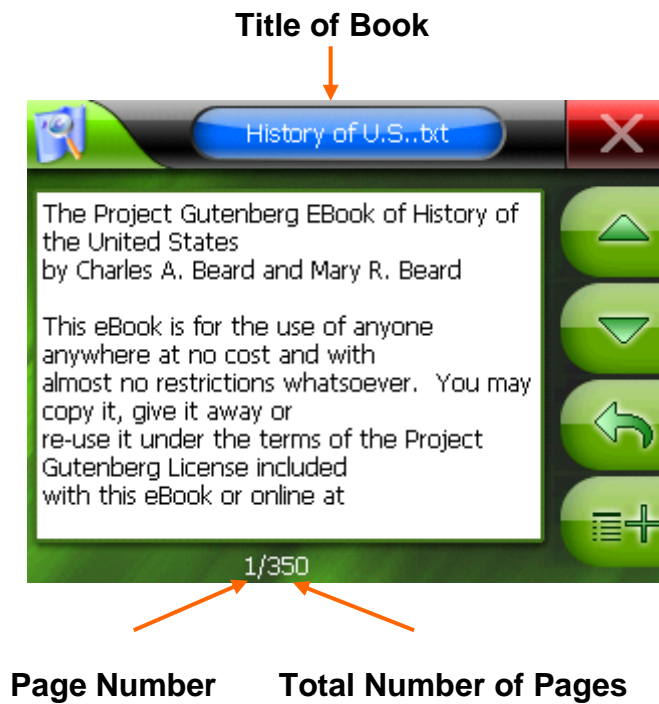 Title of Book
History of U.S..txt
The Project Gutenberg EBook of History of
the United States
by Charles A. Beard and Mary R. Beard
This eBook is for the use of anyone
anywhere at no cost and with
almost no restrictions whatsoever.  You may
copy it, give it away or
re-use it under the terms of the Project
Gutenberg License included
with this eBook or online at
1/350
Page Number
Total Number of Pages